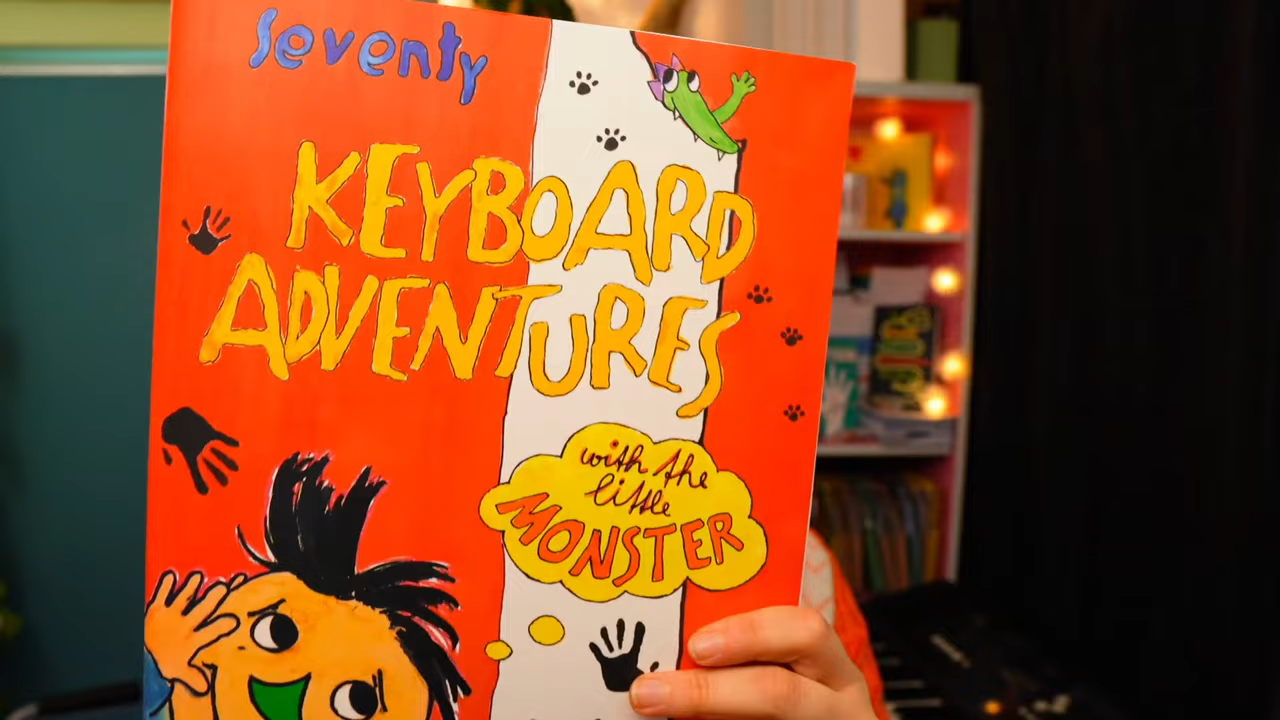 Seventy
KEYBOARD
ADVENTURES
with the
little
MONSTER